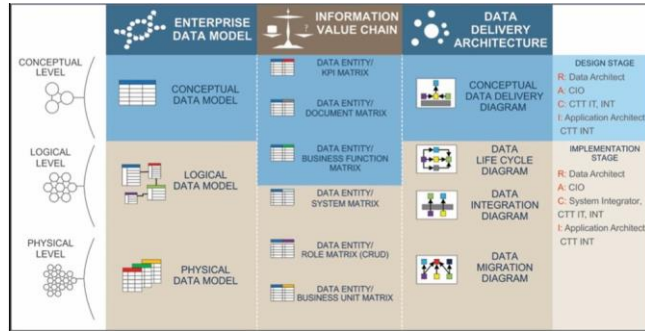 ENTERPRISE
DATA MODEL
INFORMATION
VALUE CHAIN
DATA
DELIVERY
ARCHITECTURE
CONCEPTUAL
LEVEL
CONCEPTUAL
DATA MODEL
DATA ENTITY/
KPI MATRIX
DATA ENTITY/
DOCUMENT MATRIX
DATA ENTITY/
BUSINESS FUNCTION
MATRIX
CONCEPTUAL
DATA DELIVERY
DIAGRAM
DESIGN STAGE
R: Data Architect
A: CIO
C: CTT IT, INT
I: Application Architect,
CTT INT
LOGICAL
LEVEL
LOGICAL
DATA MODEL
DATA ENTITY/
SYSTEM MATRIX
DATA
LIFE CYCLE
DIAGRAM
DATA
INTEGRATION
DIAGRAM
IMPLEMENTATION
STAGE
R: Data Architect
A: CIO
C: System Integrator,
CTT IT, INT
I: Application Architect,
CTT INT
PHYSICAL
LEVEL
PHYSICAL
DATA MODEL
DATA ENTITY/
ROLE MATRIX (CRUD)
DATA ENTITY/
BUSINESS UNIT MATRIX
DATA
MIGRATION
DIAGRAM